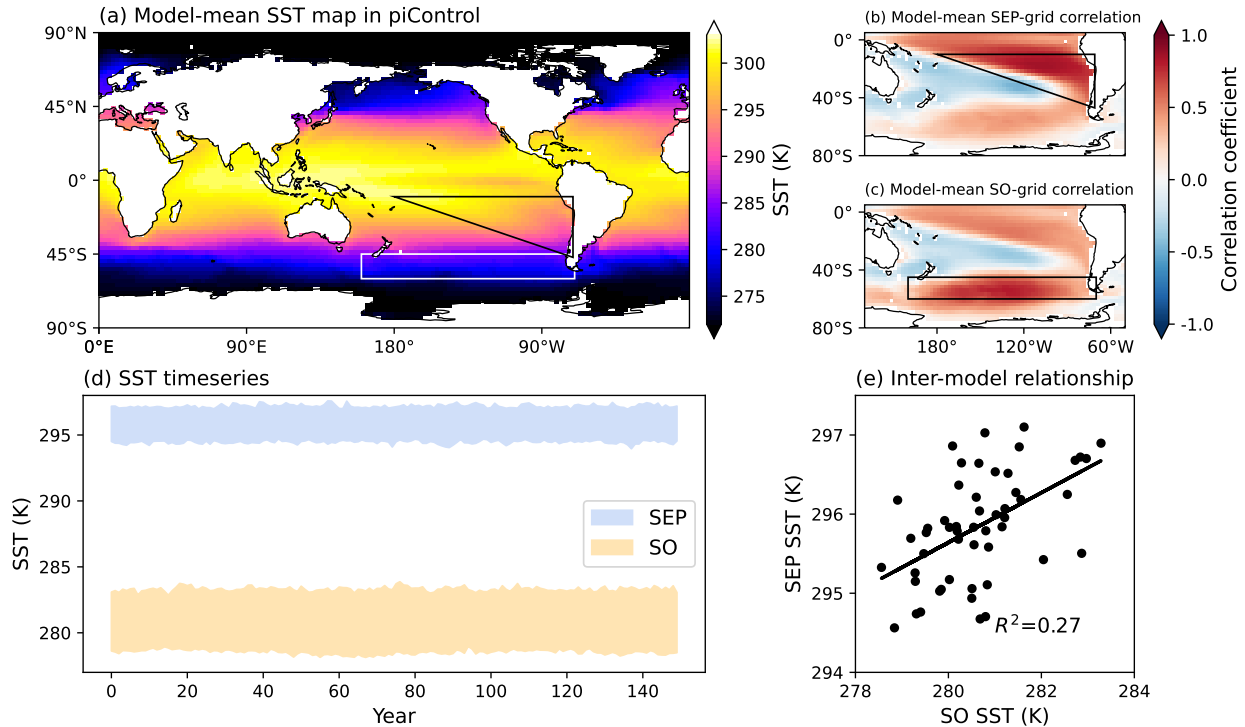 (a) Model-mean SST map in piControl
90°N
45°N
0°
45°S
90°S
0°E
0°E
90°E
180°
90°W
300
295
290
285
280
275
SST (K)
(b) Model-mean SEP-grid correlation
0°
40°S
80°S
(c) Model-mean SO-grid correlation
0°
40°S
80°S
180°
120°W
60°W
1.0
0.5
0.0
-0.5
-1.0
Correlation coefficient
(d) SST timeseries
295
290
285
280
SST (K)
0
20
40
60
80
100
120
140
Year
SEP
SO
(e) Inter-model relationship
297
296
295
294
SEP SST (K)
R²=0.27
278
280
282
284
SO SST (K)